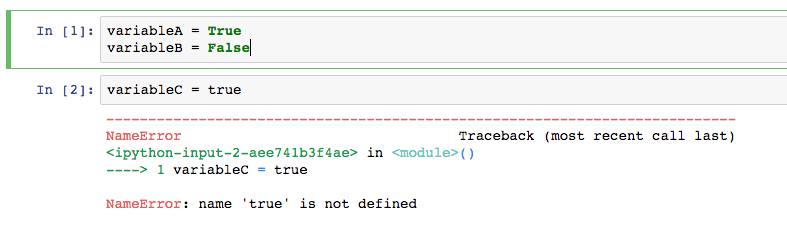 In [1]: variableA = True
variableB = False
In [2]: variableC = true
---------------------------------------------------------------------------
NameError                                 Traceback (most recent call last)
<ipython-input-2-aee741b3f4ae> in <module>()
----> 1 variableC = true
NameError: name 'true' is not defined